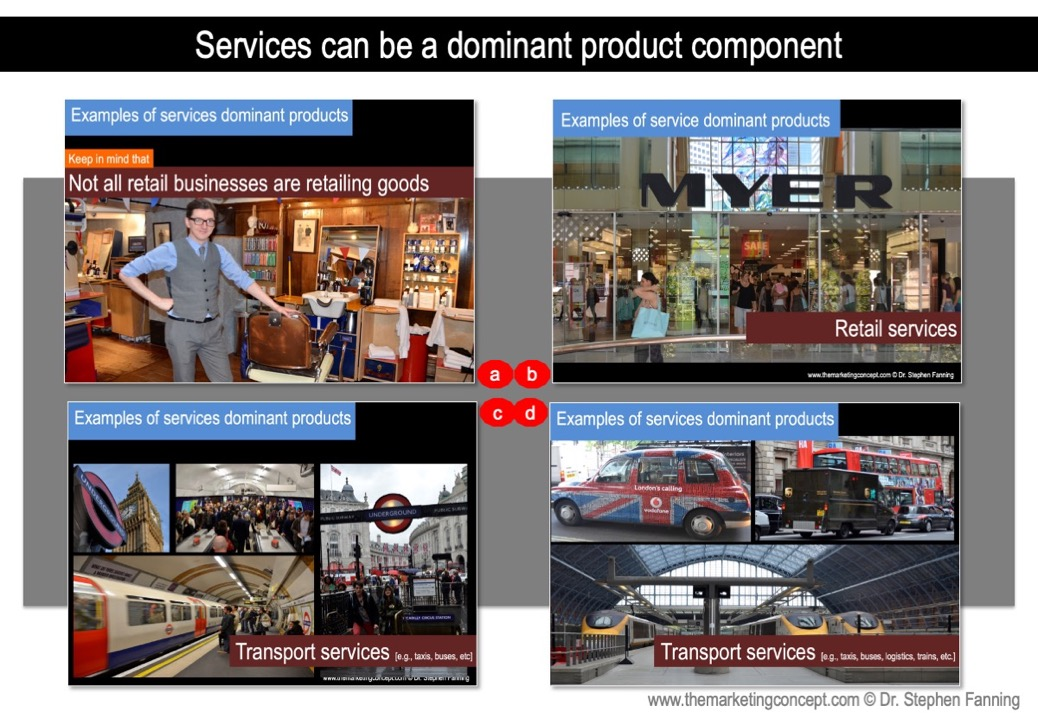 Services can be a dominant product component
Examples of services dominant products
Keep in mind that
Not all retail businesses are retailing goods
Examples of service dominant products
MYER
Retail services
www.themarketingconcept.com © Dr. Stephen Fanning
a b
c d
Examples of services dominant products
UNDERGROUND
UNDERGROUND
Transport services [e.g., taxis, buses, etc]
www.themarketingconcept.com © Dr. Stephen Fanning
Examples of services dominant products
London's calling
vodafone
Transport services [e.g., taxis, buses, logistics, trains, etc.]
www.themarketingconcept.com © Dr. Stephen Fanning